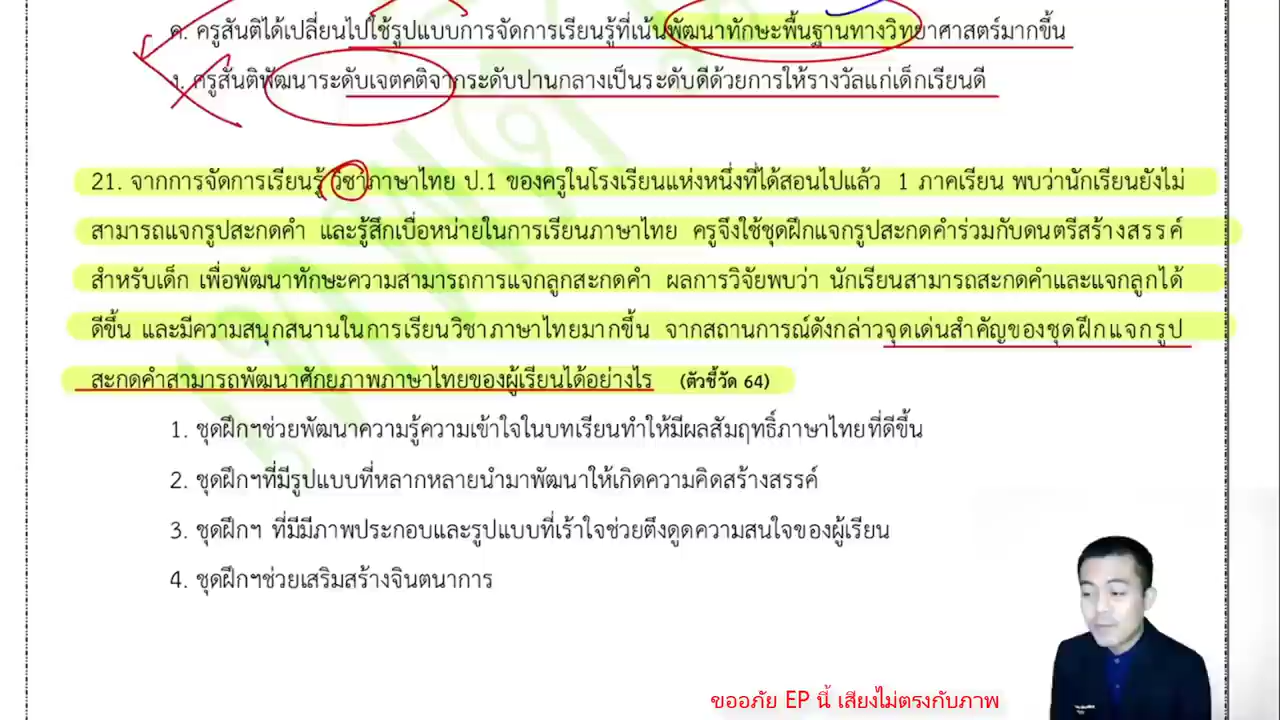 ค. ครูสันติได้เปลี่ยนไปใช้รูปแบบการจัดการเรียนรู้ที่เน้นพัฒนาทักษะพื้นฐานทางวิทยาศาสตร์มากขึ้น
ง. ครูสันติพัฒนาระดับเจตคติจากระดับปานกลางเป็นระดับดีด้วยการให้รางวัลแก่เด็กเรียนดี
21. จากการจัดการเรียนรู้ วิชาภาษาไทย ป.1 ของครูในโรงเรียนแห่งหนึ่งที่ได้สอนไปแล้ว 1 ภาคเรียน พบว่านักเรียนยังไม่
สามารถแจกรูปสะกดคำ และรู้สึกเบื่อหน่ายในการเรียนภาษาไทย ครูจึงใช้ชุดฝึกแจกรูปสะกดคำร่วมกับดนตรีสร้างสรรค์
สำหรับเด็ก เพื่อพัฒนาทักษะความสามารถการแจกลูกสะกดคำ ผลการวิจัยพบว่า นักเรียนสามารถสะกดคำและแจกลูกได้
ดีขึ้น และมีความสนุกสนานในการเรียนวิชาภาษาไทยมากขึ้น จากสถานการณ์ดังกล่าวจุดเด่นสำคัญของชุดฝึกแจกรูป
สะกดคำสามารถพัฒนาศักยภาพภาษาไทยของผู้เรียนได้อย่างไร (ตัวชี้วัด 64)
1. ชุดฝึกฯช่วยพัฒนาความรู้ความเข้าใจในบทเรียนทำให้มีผลสัมฤทธิ์ภาษาไทยที่ดีขึ้น
2. ชุดฝึกฯที่มีรูปแบบที่หลากหลายนำมาพัฒนาให้เกิดความคิดสร้างสรรค์
3. ชุดฝึกฯ ที่มีมีภาพประกอบและรูปแบบที่เร้าใจช่วยตึงดูดความสนใจของผู้เรียน
4. ชุดฝึกฯช่วยเสริมสร้างจินตนาการ
ขออภัย EP นี้ เสียงไม่ตรงกับภาพ